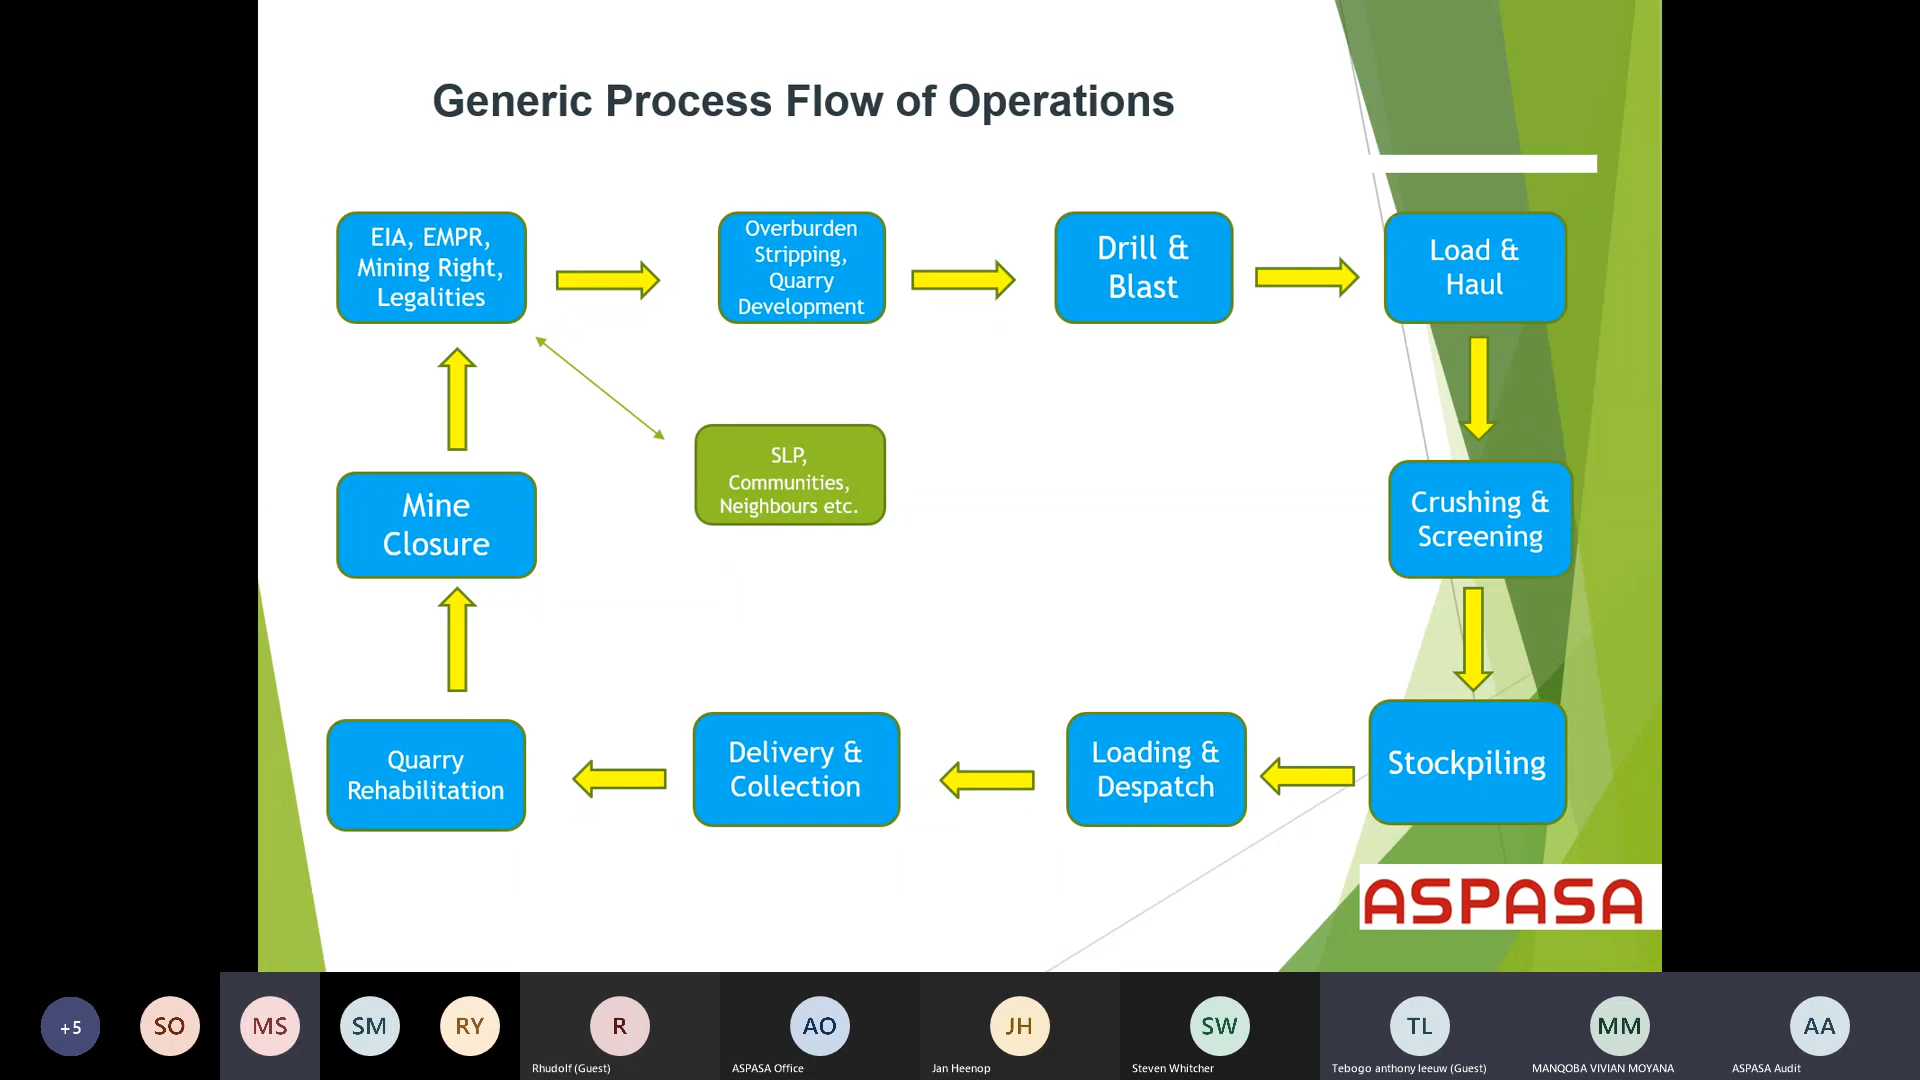 Generic Process Flow of Operations
EIA, EMPR,
Mining Right,
Legalities
Overburden
Stripping,
Quarry
Development
Drill &
Blast
Load &
Haul
SLP,
Communities,
Neighbours etc.
Mine
Closure
Crushing &
Screening
Quarry
Rehabilitation
Delivery &
Collection
Loading &
Despatch
Stockpiling
ASPASA
+5
SO
MS
SM
RY
R
AO
JH
SW
TL
MM
AA
Rhudolf (Guest)
ASPASA Office
Jan Heenop
Steven Whitcher
Tebogo anthony leeuw (Guest)
MANQOBA VIVIAN MOYANA
ASPASA Audit